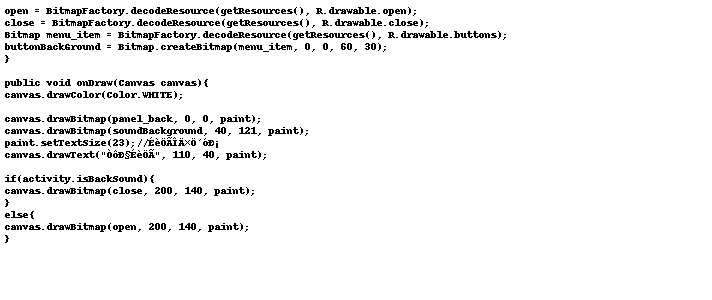 open = BitmapFactory.decodeResource(getResources(), R.drawable.open);
close = BitmapFactory.decodeResource(getResources(), R.drawable.close);
Bitmap menu_item = BitmapFactory.decodeResource(getResources(), R.drawable.buttons);
buttonBackGround = Bitmap.createBitmap(menu_item, 0, 0, 60, 30);
}
public void onDraw(Canvas canvas){
canvas.drawColor(Color.WHITE);
canvas.drawBitmap(panel_back, 0, 0, paint);
canvas.drawBitmap(soundBackground, 40, 121, paint);
paint.setTextSize(23);//ÉèÖÃÎÄ×Ö´óÐ¡
canvas.drawText("ÒôÐ§ÉèÖÃ", 110, 40, paint);
if(activity.isBackSound){
canvas.drawBitmap(close, 200, 140, paint);
}
else{
canvas.drawBitmap(open, 200, 140, paint);
}